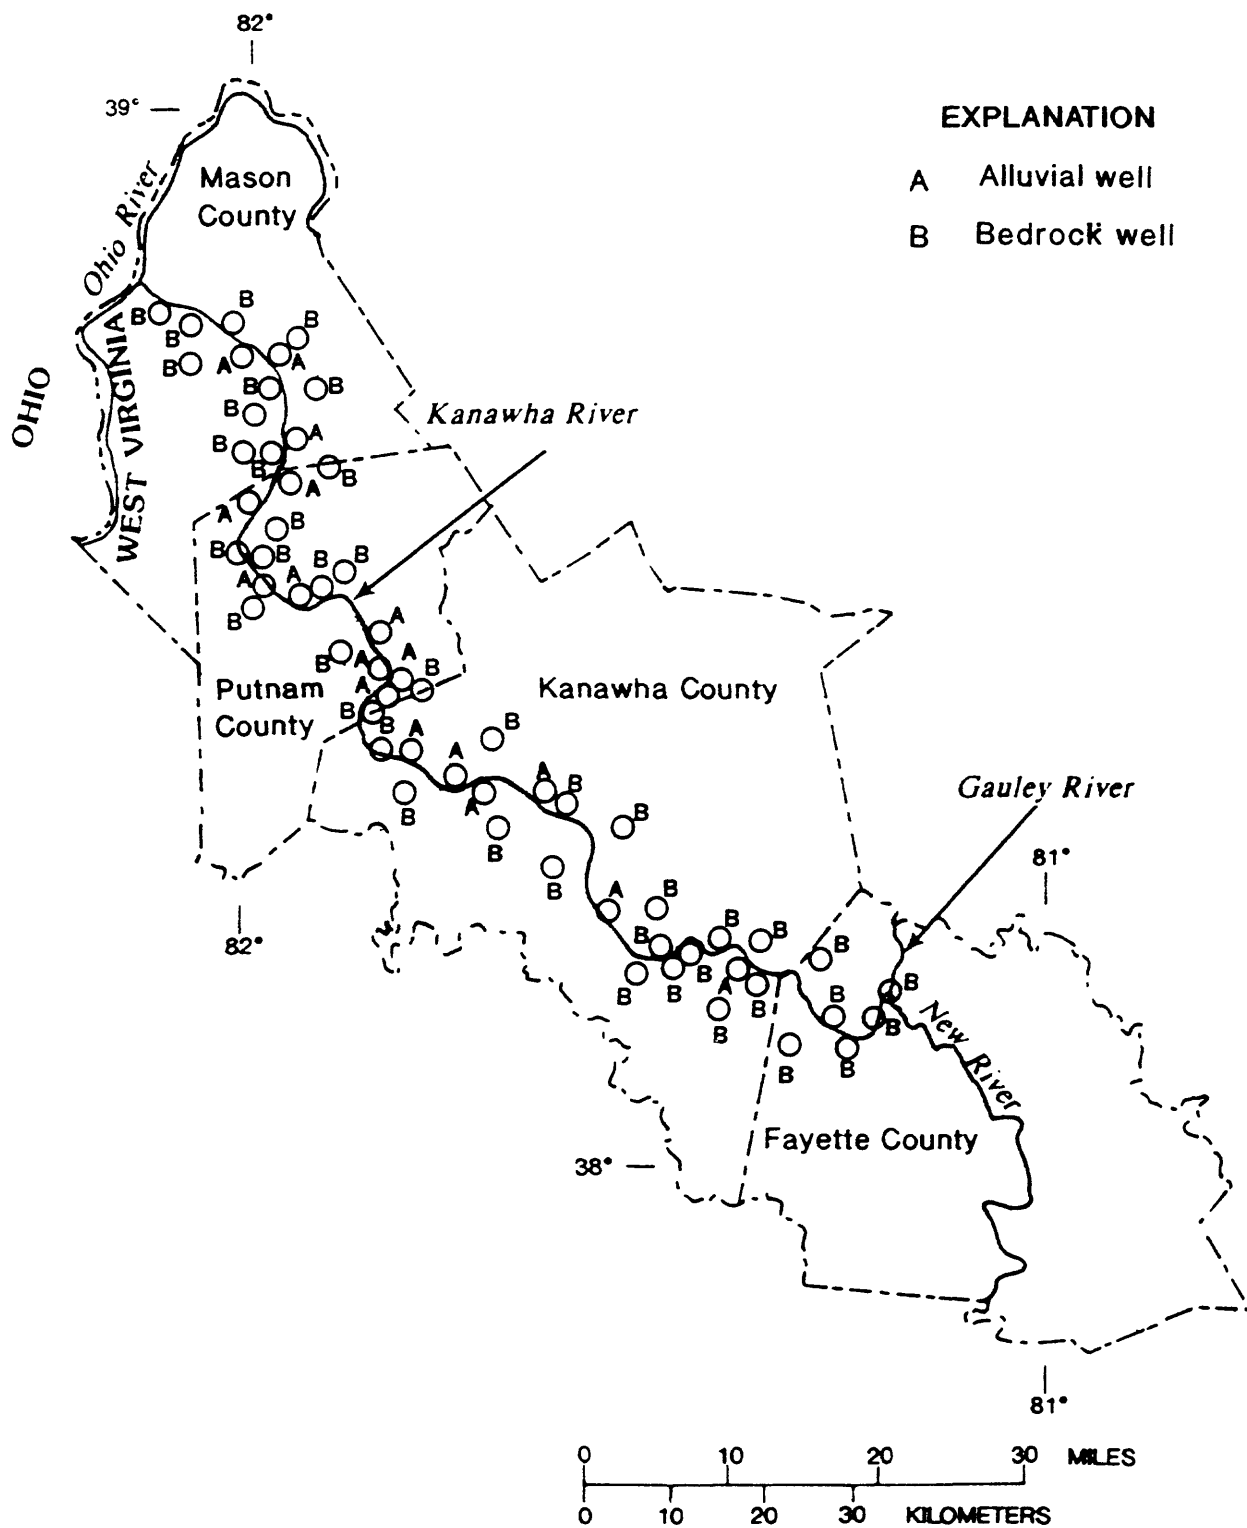 82°
39°
EXPLANATION
A Alluvial well
B Bedrock well
Mason
County
Ohio River
B
B
B
B
B
A
A
B
B
B
OHIO
WEST VIRGINIA
Kanawha River
A
B
B
B
A
A
B
B
B
B
B
A
A
B
A
B
A
A
B
A
Putnam
County
Kanawha County
B
B
A
B
A
A
B
A
B
Gauley River
B
B
B
81°
82°
A
B
B
B
B
B
B
B
B
A
B
B
B
B
B
B
B
New River
Fayette County
38°
81°
0 10 20 30 MILES
0 10 20 30 KILOMETERS